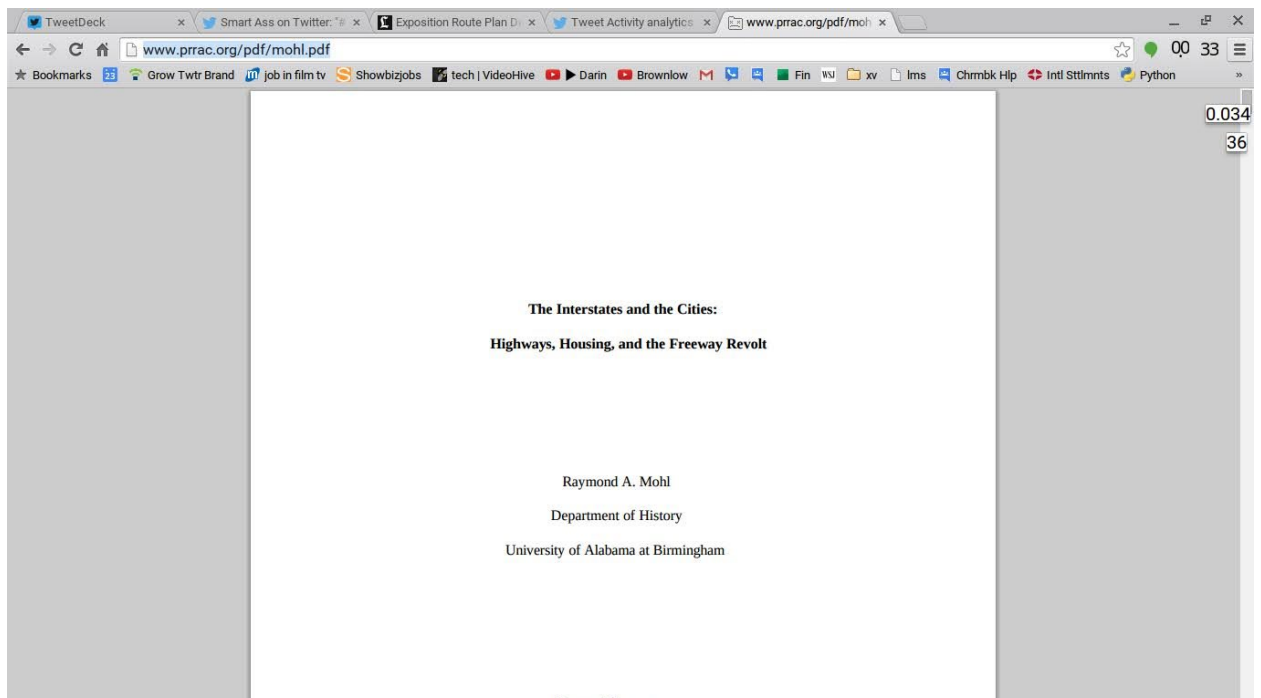 TweetDeck
Smart Ass on Twitter: "#
Exposition Route Plan D
Tweet Activity analytics
www.prrac.org/pdf/moh
www.prrac.org/pdf/mohl.pdf
00 33
Bookmarks 23 Grow Twtr Brand job in film tv Showbizjobs tech | VideoHive Darin Brownlow Fin WSJ xv Ims Chrmbk Hlp Intl Sttlmnts Python »
0.034
36
The Interstates and the Cities:
Highways, Housing, and the Freeway Revolt
Raymond A. Mohl
Department of History
University of Alabama at Birmingham